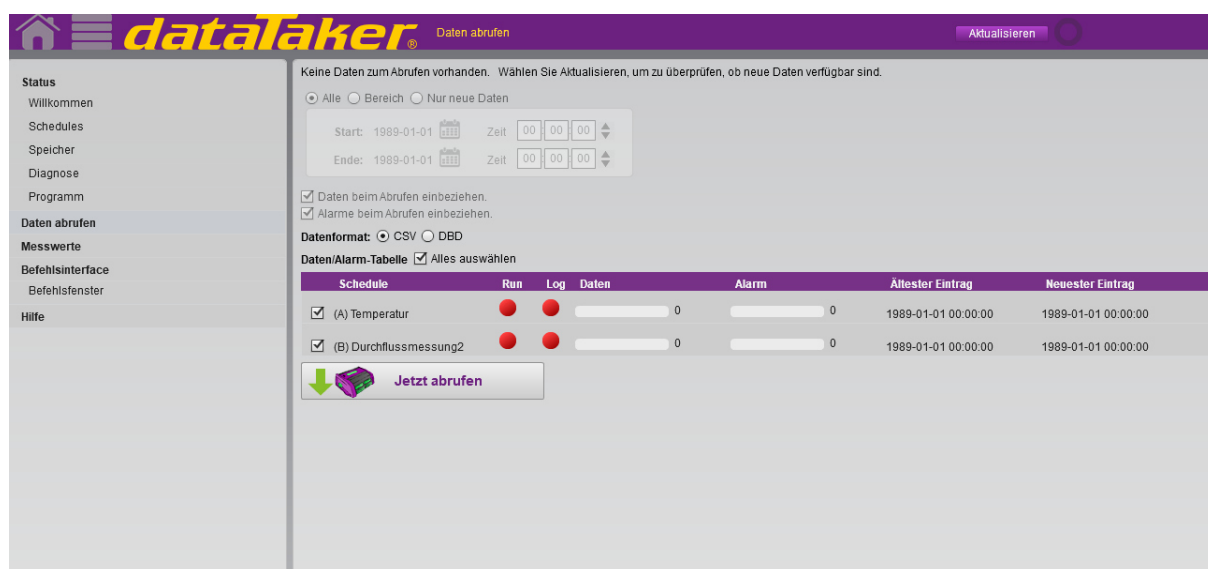 dataTaker® Daten abrufen Aktualisieren
Status
Willkommen
Schedules
Speicher
Diagnose
Programm
Daten abrufen
Messwerte
Befehlsinterface
Befehlsfenster
Hilfe
Keine Daten zum Abrufen vorhanden. Wählen Sie Aktualisieren, um zu überprüfen, ob neue Daten verfügbar sind.
Alle Bereich Nur neue Daten
Start: 1989-01-01 Zeit 00 00 00
Ende: 1989-01-01 Zeit 00 00 00
Daten beim Abrufen einbeziehen.
Alarme beim Abrufen einbeziehen.
Datenformat: CSV DBD
Daten/Alarm-Tabelle Alles auswählen
Schedule Run Log Daten Alarm Ältester Eintrag Neuester Eintrag
(A) Temperatur 0 0 1989-01-01 00:00:00 1989-01-01 00:00:00
(B) Durchflussmessung2 0 0 1989-01-01 00:00:00 1989-01-01 00:00:00
Jetzt abrufen